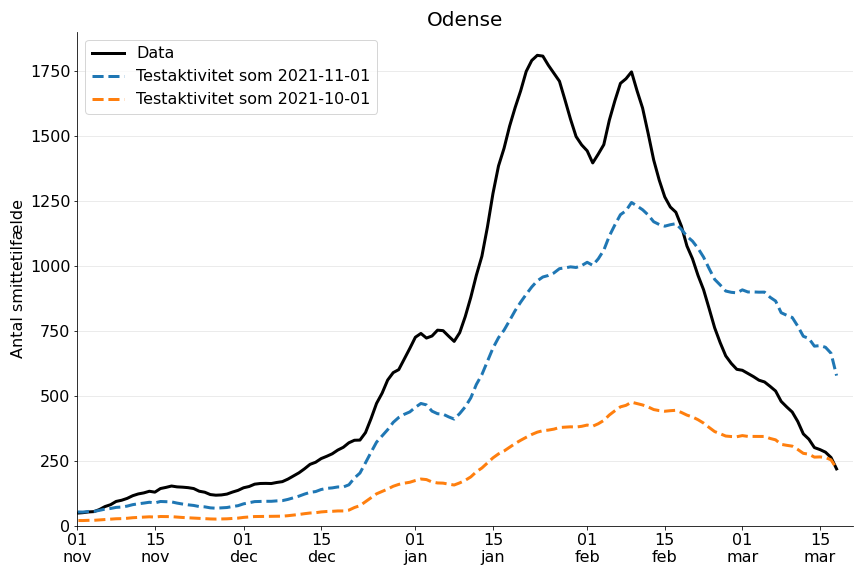 Odense
Data
Testaktivitet som 2021-11-01
Testaktivitet som 2021-10-01
Antal smittetilfælde
1750
1500
1250
1000
750
500
250
0
01 15 01 15 01 15 01 15 01 15
nov nov dec dec jan jan feb feb mar mar